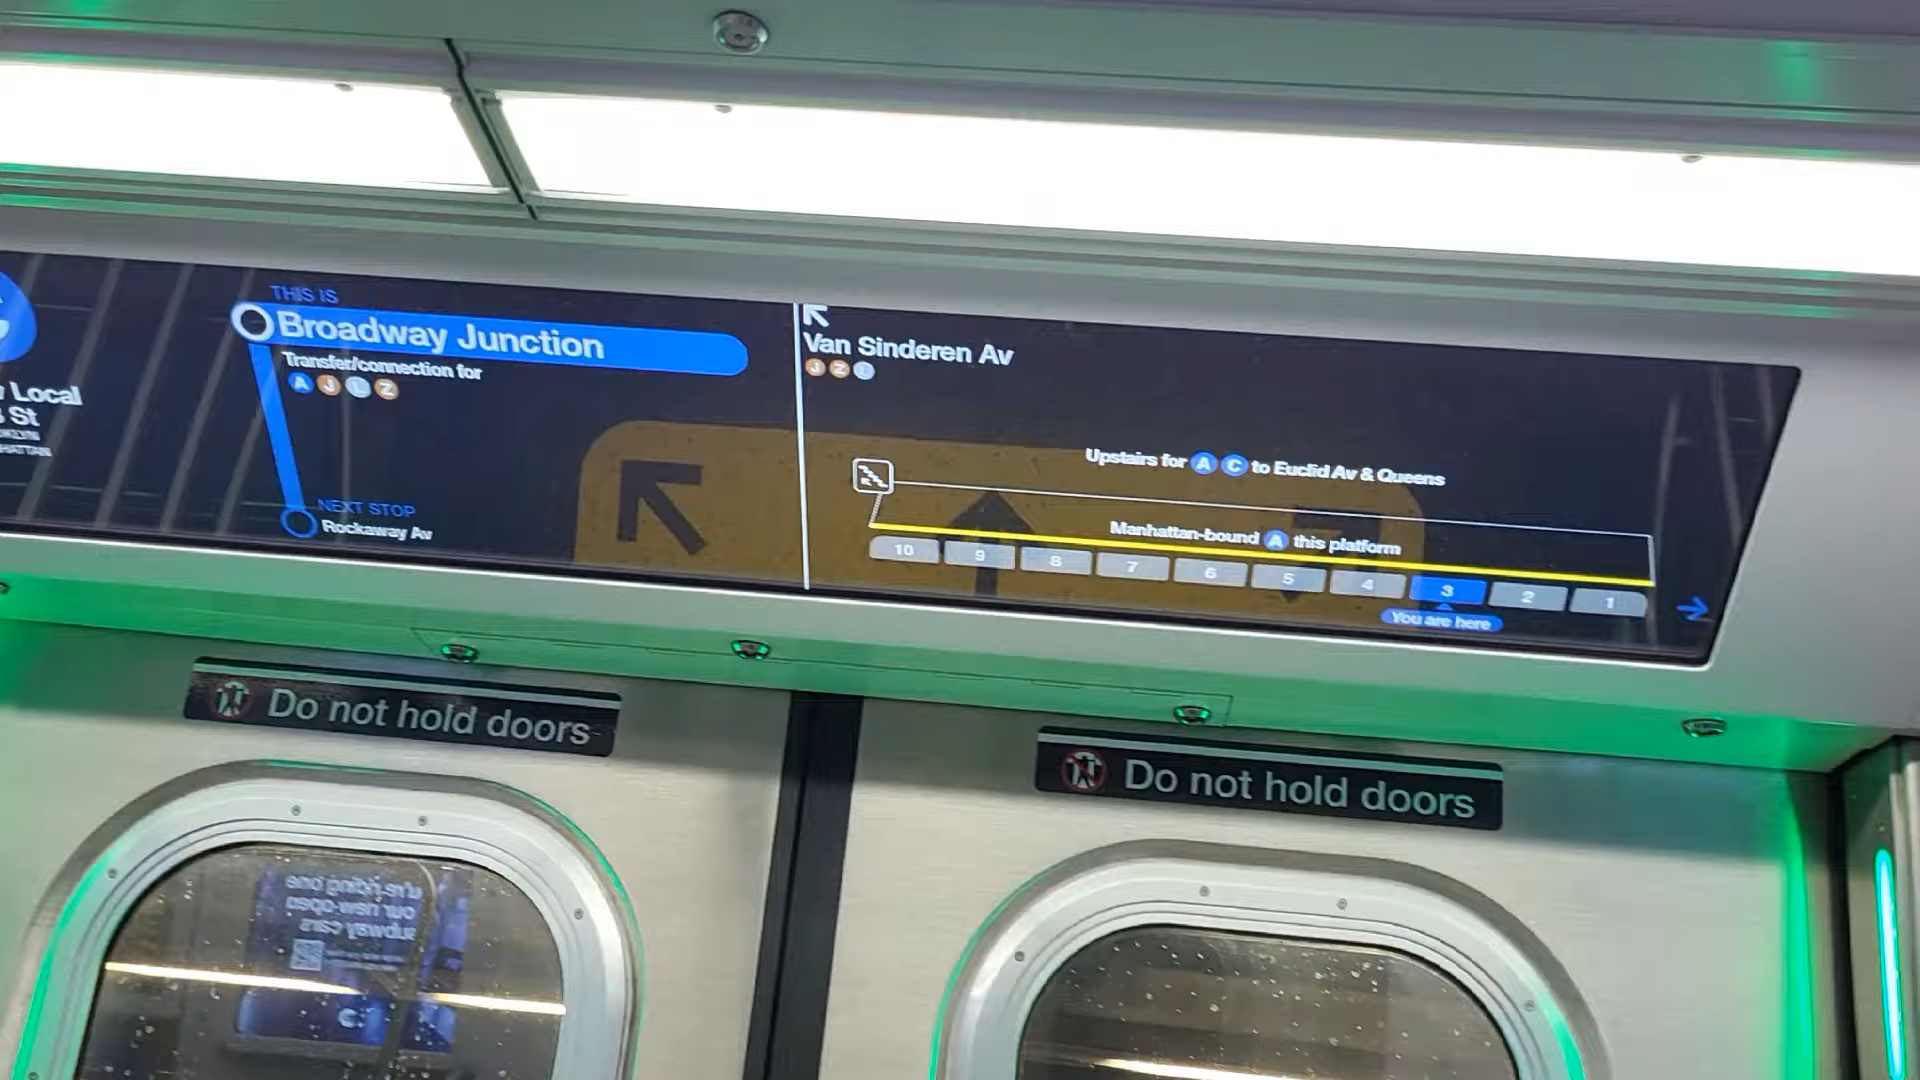 Local
St
THIS IS
Broadway Junction
Transfer/connection for
A J L Z
NEXT STOP
Rockaway Av
Van Sinderen Av
J Z L
Upstairs for A C to Euclid Av & Queens
Manhattan-bound A this platform
10 9 8 7 6 5 4 3 2 1
You are here
Do not hold doors
Do not hold doors